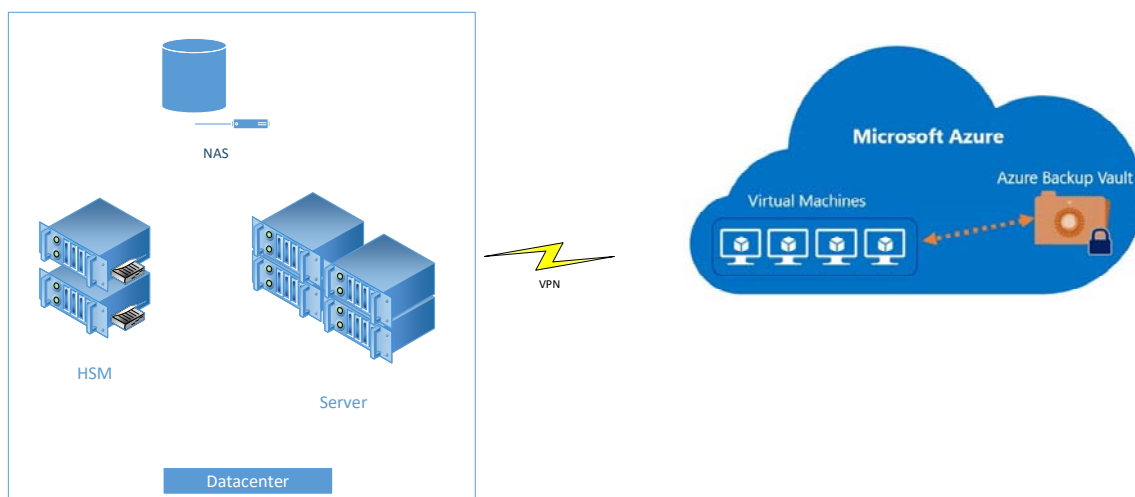 NAS
HSM
Server
Datacenter
VPN
Microsoft Azure
Azure Backup Vault
Virtual Machines